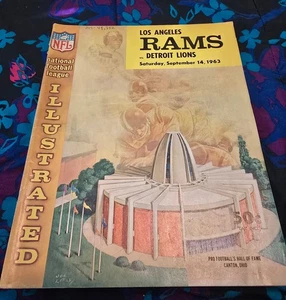 LOS ANGELES
RAMS
vs. DETROIT LIONS
Saturday, September 14, 1963
NFL
national
football
league
ILLUSTRATED
50¢
PRO FOOTBALL'S HALL OF FAME
CANTON, OHIO